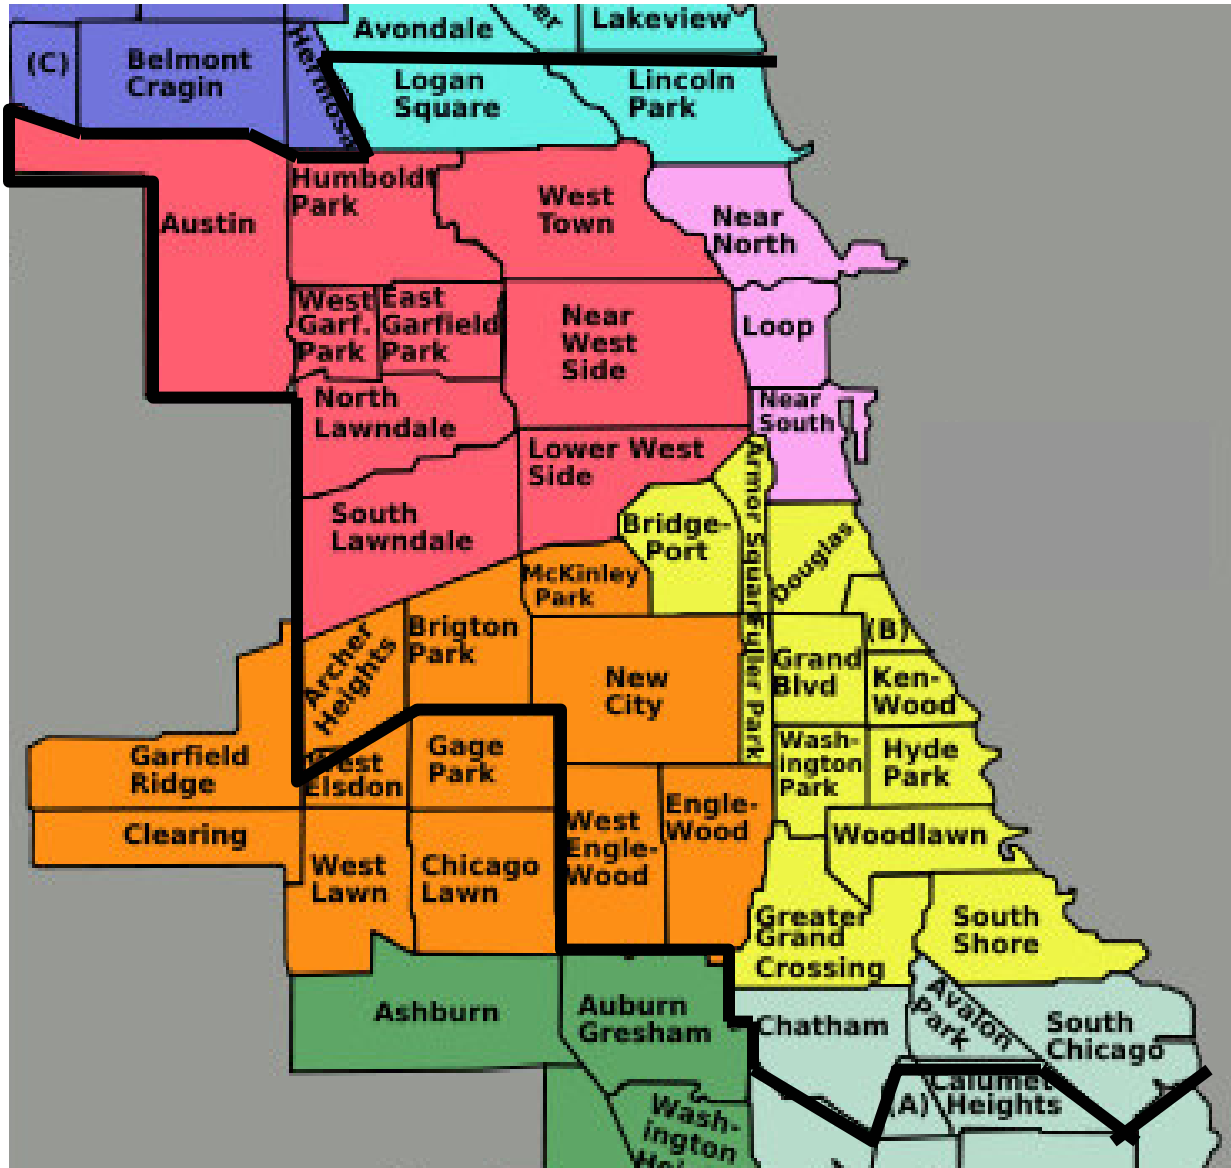 Avondale
Lakeview
(C)
Belmont
Cragin
Hermosa
Logan
Square
Lincoln
Park
Humboldt
Park
Austin
West
Town
Near
North
West
Garf.
Park
East
Garfield
Park
Near
West
Side
Loop
North
Lawndale
Near
South
Lower West
Side
South
Lawndale
Bridge-
Port
Armor Square
Douglas
McKinley
Park
Archer
Heights
Brigton
Park
New
City
Fuller Park
Grand
Blvd
(B)
Ken-
Wood
Garfield
Ridge
West
Elsdon
Gage
Park
Wash-
ington
Park
Hyde
Park
Clearing
West
Lawn
Chicago
Lawn
West
Engle-
Wood
Engle-
Wood
Woodlawn
Greater
Grand
Crossing
South
Shore
Ashburn
Auburn
Gresham
Chatham
Avalon
Park
South
Chicago
(A)
Calumet
Heights
Wash-
ington